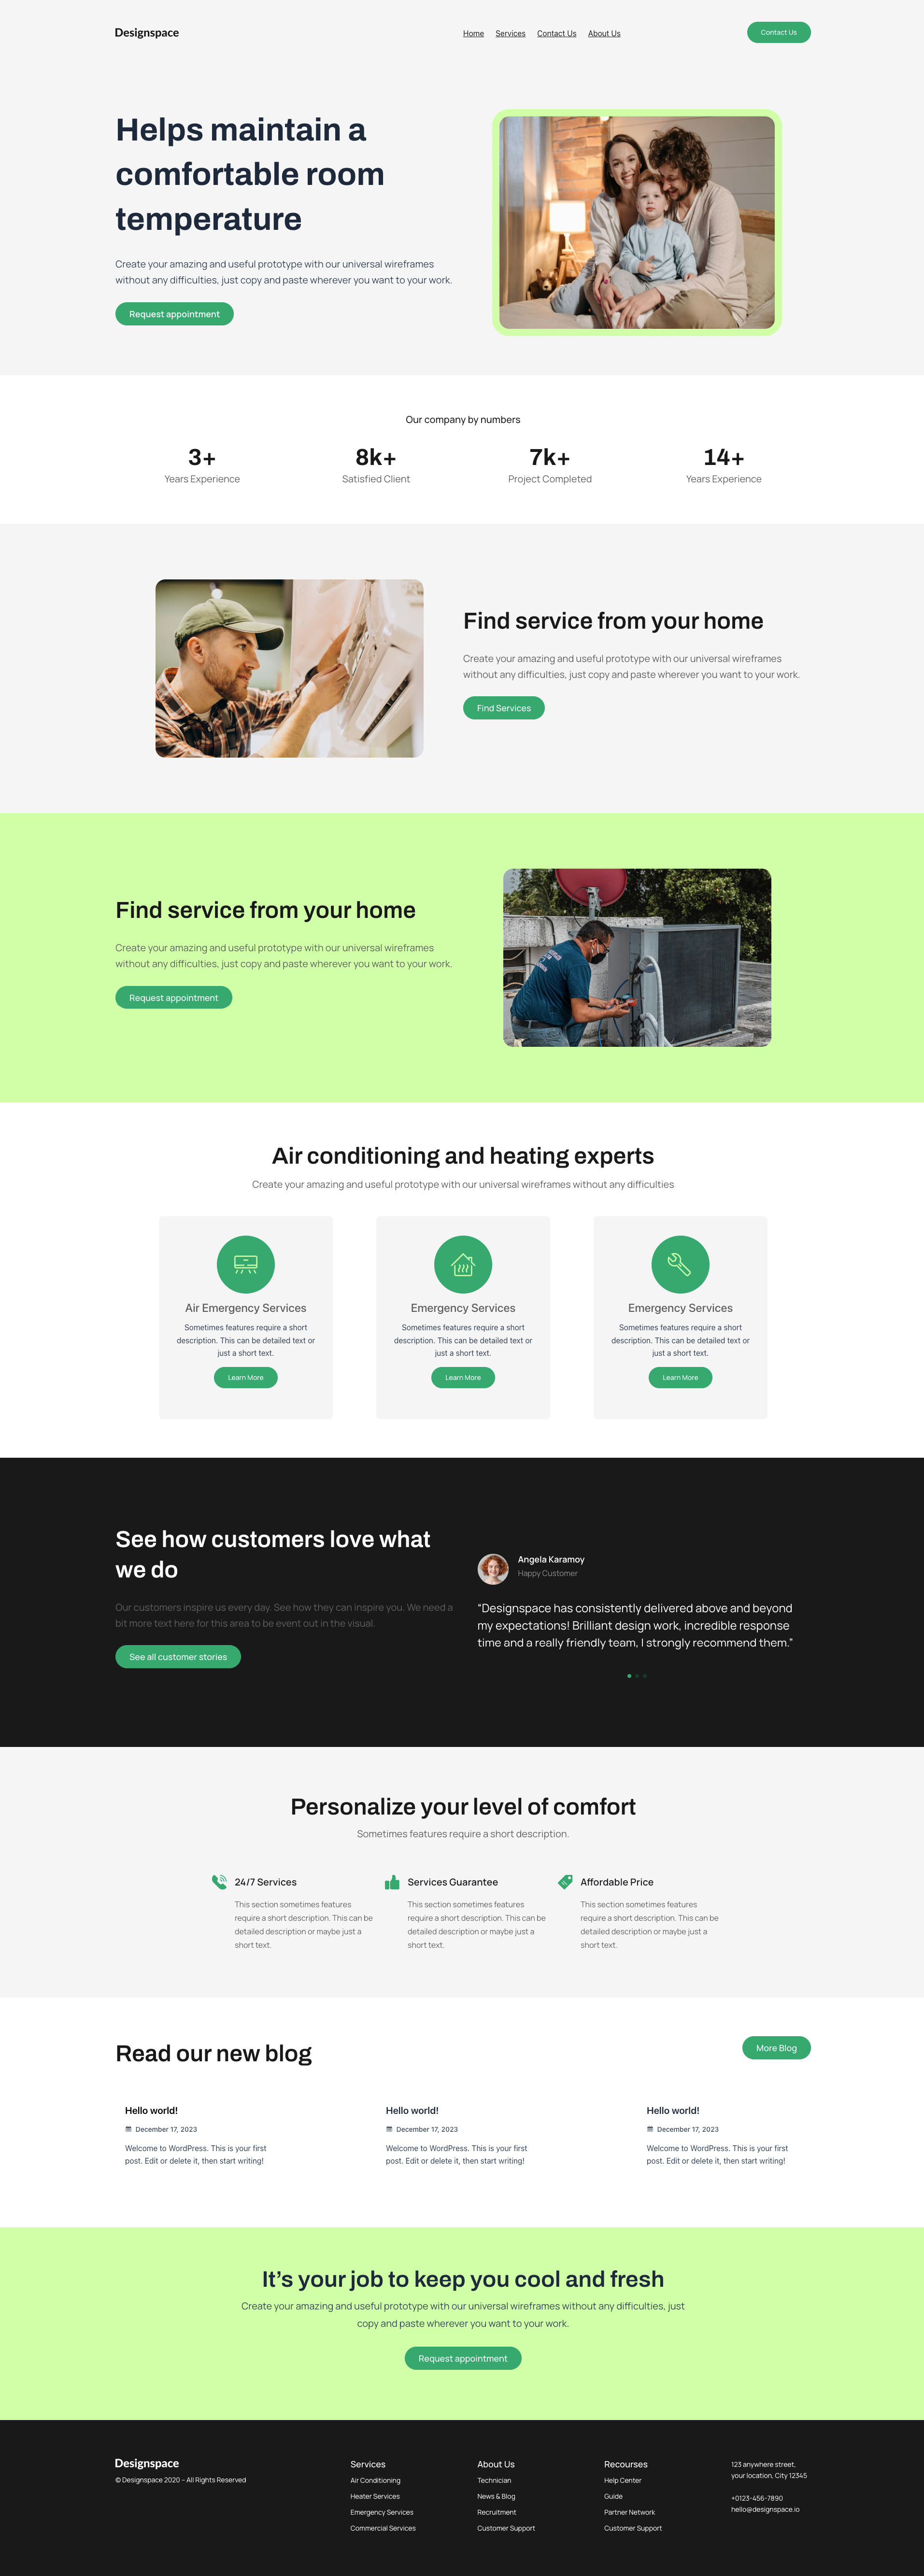 Designspace
Home Services Contact Us About Us
Contact Us
Helps maintain a
comfortable room
temperature
Create your amazing and useful prototype with our universal wireframes
without any difficulties, just copy and paste wherever you want to your work.
Request appointment
Our company by numbers
3+
Years Experience
8k+
Satisfied Client
7k+
Project Completed
14+
Years Experience
Find service from your home
Create your amazing and useful prototype with our universal wireframes
without any difficulties, just copy and paste wherever you want to your work.
Find Services
Find service from your home
Create your amazing and useful prototype with our universal wireframes
without any difficulties, just copy and paste wherever you want to your work.
Request appointment
Air conditioning and heating experts
Create your amazing and useful prototype with our universal wireframes without any difficulties
Air Emergency Services
Sometimes features require a short
description. This can be detailed text or
just a short text.
Learn More
Emergency Services
Sometimes features require a short
description. This can be detailed text or
just a short text.
Learn More
Emergency Services
Sometimes features require a short
description. This can be detailed text or
just a short text.
Learn More
See how customers love what
we do
Our customers inspire us every day. See how they can inspire you. We need a
bit more text here for this area to be event out in the visual.
See all customer stories
Angela Karamoy
Happy Customer
“Designspace has consistently delivered above and beyond
my expectations! Brilliant design work, incredible response
time and a really friendly team, I strongly recommend them.”
Personalize your level of comfort
Sometimes features require a short description.
24/7 Services
This section sometimes features
require a short description. This can be
detailed description or maybe just a
short text.
Services Guarantee
This section sometimes features
require a short description. This can be
detailed description or maybe just a
short text.
Affordable Price
This section sometimes features
require a short description. This can be
detailed description or maybe just a
short text.
Read our new blog
More Blog
Hello world!
December 17, 2023
Welcome to WordPress. This is your first
post. Edit or delete it, then start writing!
Hello world!
December 17, 2023
Welcome to WordPress. This is your first
post. Edit or delete it, then start writing!
Hello world!
December 17, 2023
Welcome to WordPress. This is your first
post. Edit or delete it, then start writing!
It’s your job to keep you cool and fresh
Create your amazing and useful prototype with our universal wireframes without any difficulties, just
copy and paste wherever you want to your work.
Request appointment
Designspace
© Designspace 2020 – All Rights Reserved
Services
Air Conditioning
Heater Services
Emergency Services
Commercial Services
About Us
Technician
News & Blog
Recruitment
Customer Support
Recourses
Help Center
Guide
Partner Network
Customer Support
123 anywhere street,
your location, City 12345
+0123-456-7890
hello@designspace.io